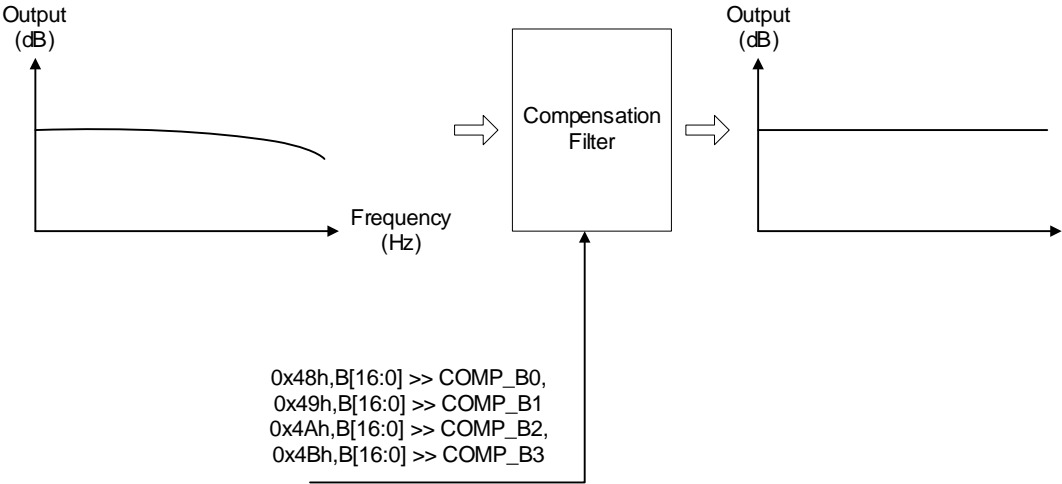 Output
(dB)
Frequency
(Hz)
Compensation
Filter
Output
(dB)
0x48h,B[16:0] >> COMP_B0,
0x49h,B[16:0] >> COMP_B1
0x4Ah,B[16:0] >> COMP_B2,
0x4Bh,B[16:0] >> COMP_B3